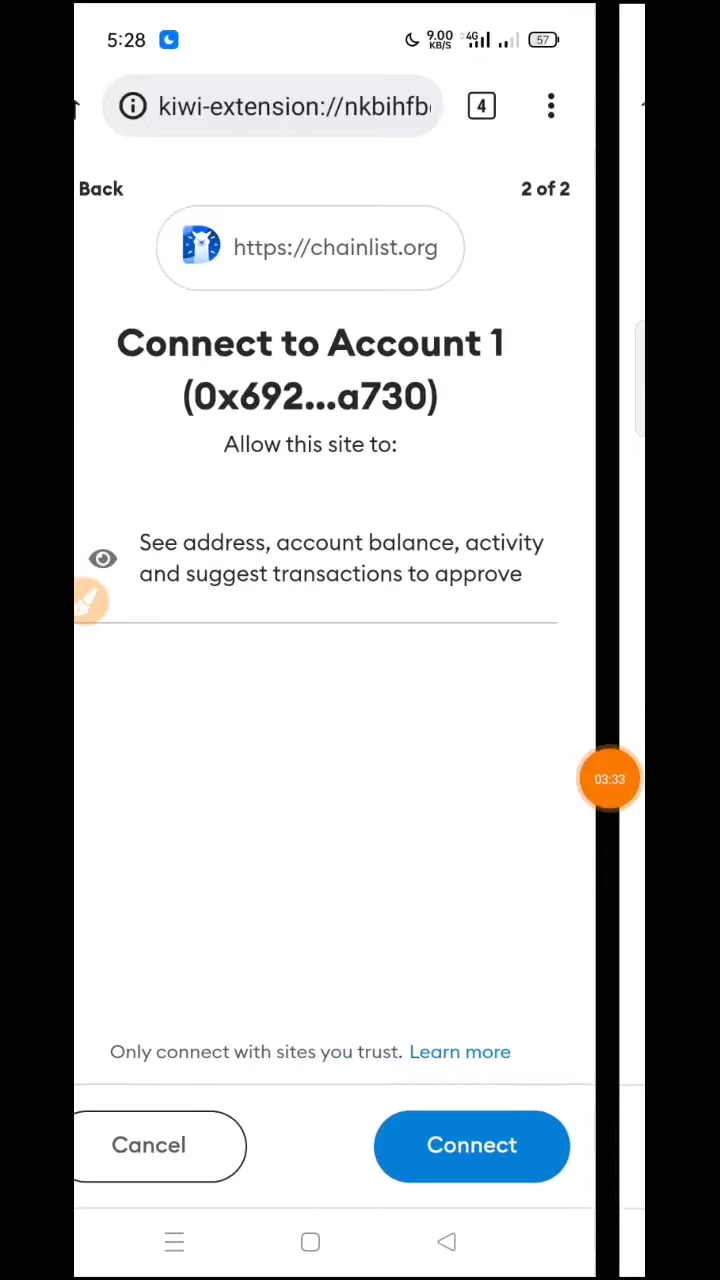 5:28
9.00
KB/S
4G
57
kiwi-extension://nkbihfb
4
Back
2 of 2
https://chainlist.org
Connect to Account 1
(0x692...a730)
Allow this site to:
See address, account balance, activity
and suggest transactions to approve
03:33
Only connect with sites you trust. Learn more
Cancel
Connect